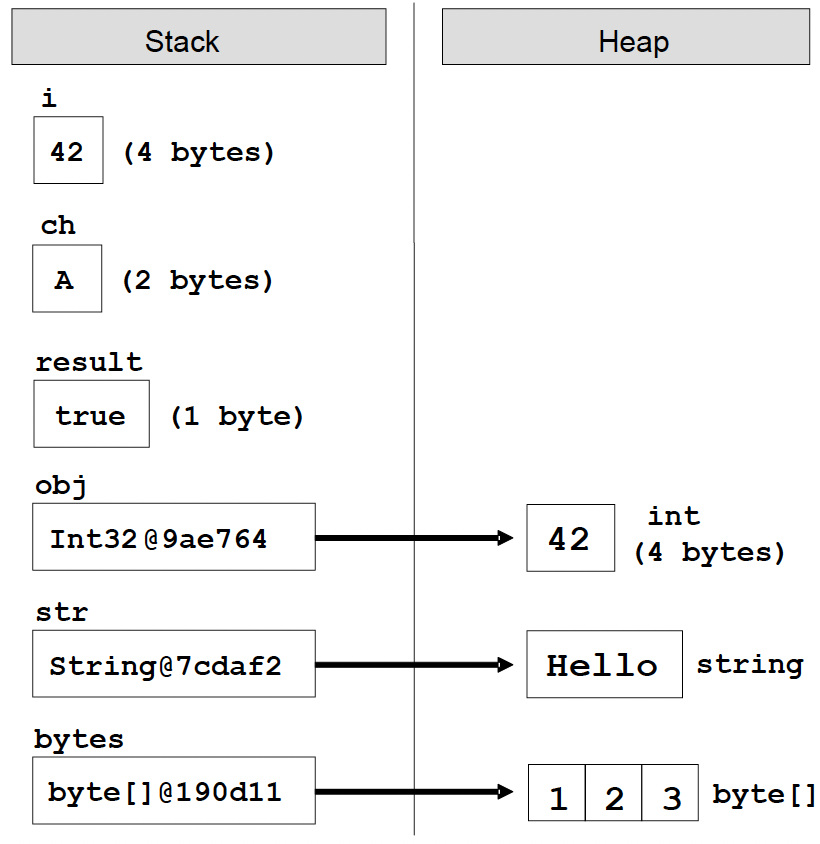 Stack Heap
i
42 (4 bytes)
ch
A (2 bytes)
result
true (1 byte)
obj
Int32@9ae764 42 int
(4 bytes)
str
String@7cdaf2 Hello string
bytes
byte[]@190d11 1 2 3 byte[]